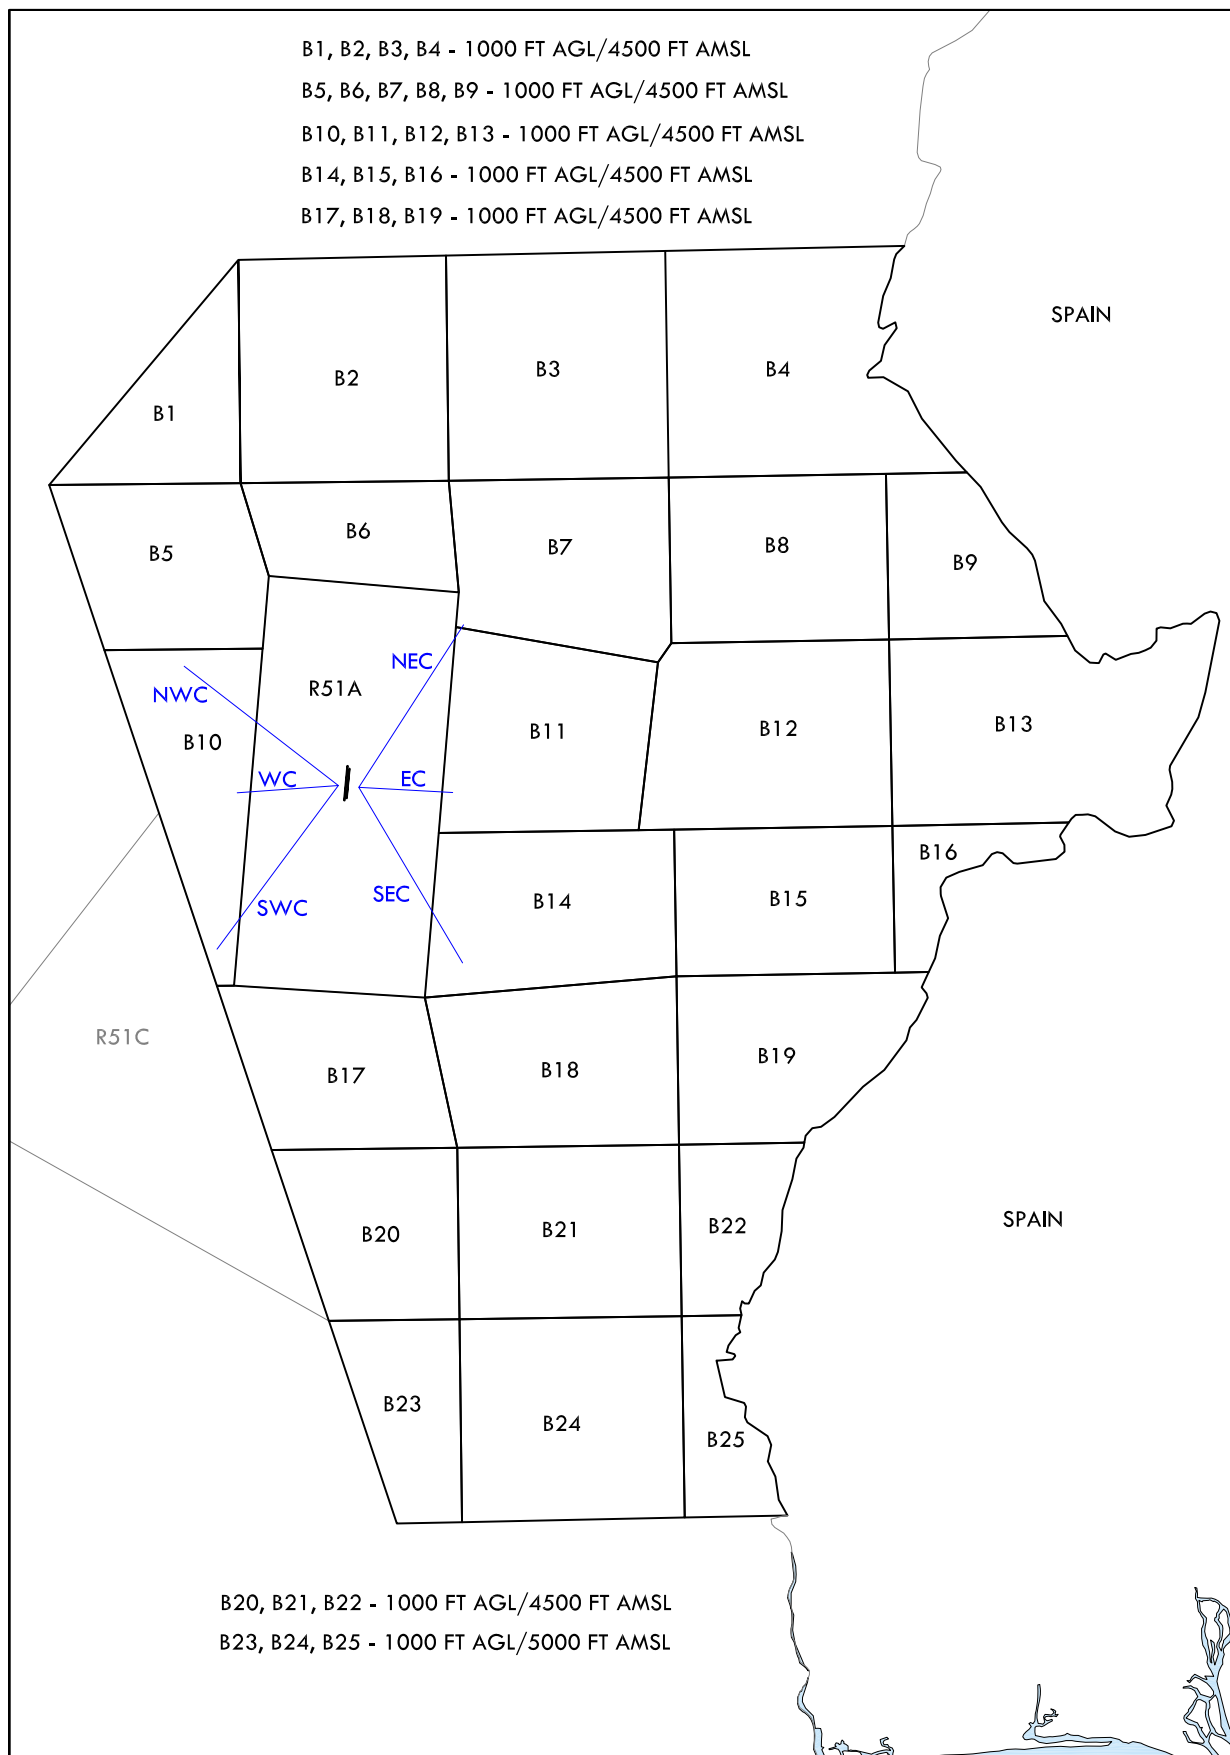 B1, B2, B3, B4 - 1000 FT AGL/4500 FT AMSL
B5, B6, B7, B8, B9 - 1000 FT AGL/4500 FT AMSL
B10, B11, B12, B13 - 1000 FT AGL/4500 FT AMSL
B14, B15, B16 - 1000 FT AGL/4500 FT AMSL
B17, B18, B19 - 1000 FT AGL/4500 FT AMSL
SPAIN
B1
B2
B3
B4
B5
B6
B7
B8
B9
NWC
NEC
R51A
B10
B11
B12
B13
WC
EC
B16
SWC
SEC
B14
B15
R51C
B17
B18
B19
B20
B21
B22
SPAIN
B23
B24
B25
B20, B21, B22 - 1000 FT AGL/4500 FT AMSL
B23, B24, B25 - 1000 FT AGL/5000 FT AMSL